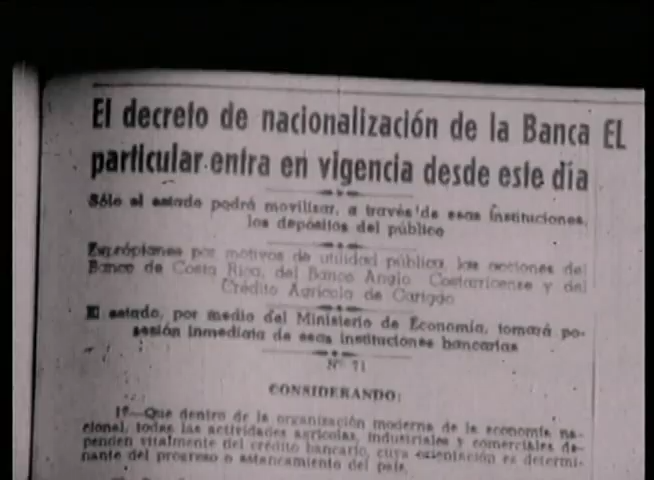 El decreto de nacionalización de la Banca EL
particular entra en vigencia desde este día
Sólo el estado podrá movilizar, a través de esas instituciones,
los depósitos del público
Exprópianse por motivos de utilidad pública, las acciones del
Banco de Costa Rica, del Banco Anglo Costarricense y del
Crédito Agrícola de Cartago
El estado, por medio del Ministerio de Economía, tomará po-
sesión inmediata de esas instituciones bancarias
Nº 71
CONSIDERANDO:
1º—Que dentro de la organización moderna de la economía na-
cional, todas las actividades agrícolas, industriales y comerciales de-
penden vitalmente del crédito bancario, cuya orientación es determi-
nante del progreso o estancamiento del país.